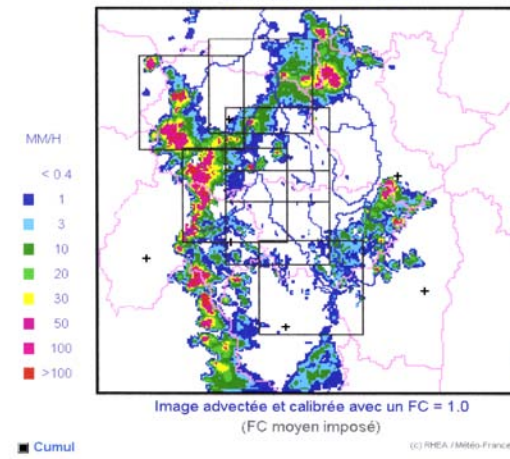 MM/H
< 0 4
1
3
10
20
30
50
100
>100
Image advectée et calibrée avec un FC = 1.0
(FC moyen imposé)
Cumul
(c) RHEA / Météo-France